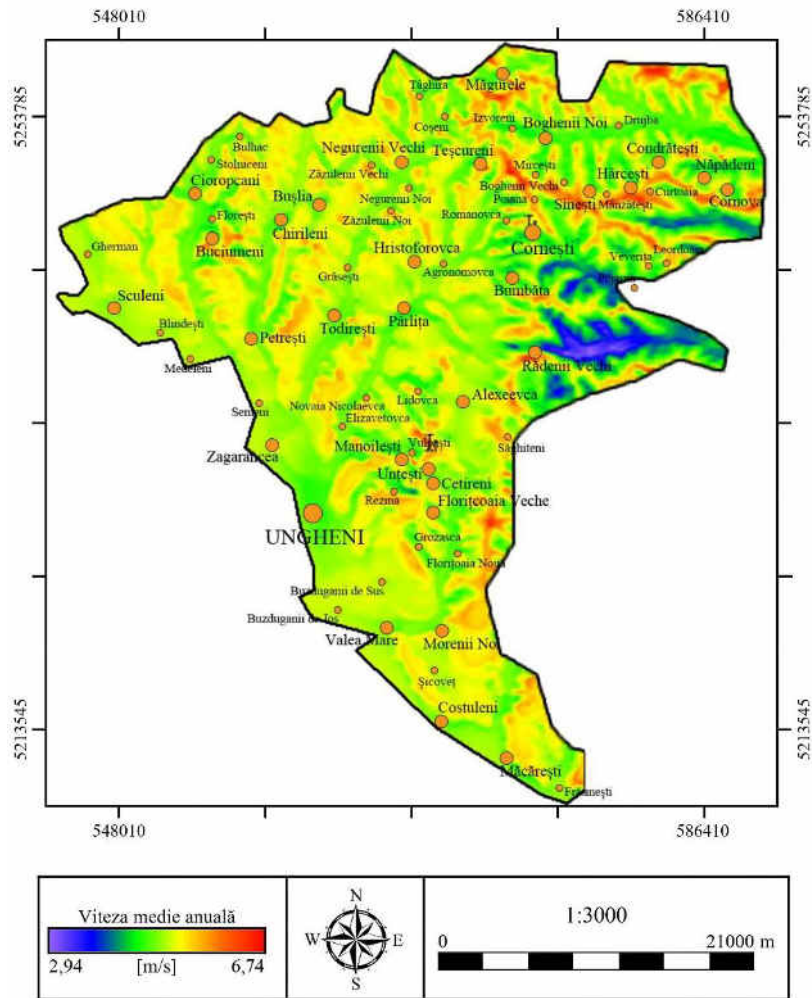 548010 586410
5253785 5253785
Tăghira
Măgurele
Coșeni
Izvoreni
Drujba
Boghenii Noi
Bulhac
Stolniceni
Negurenii Vechi
Teșcureni
Condrătești
Zăzulenii Vechi
Mircești
Hârcești
Năpădeni
Cioropcani
Negurenii Noi
Boghenii Vechi
Poiana
Sinești
Curtoaia
Mânzătești
Cornova
Bușlia
Florești
Zăzulenii Noi
Romanovca
Chirileni
Buciumeni
Cornești
Gherman
Hristoforovca
Agronomovca
Veverița
Leordoaia
Grăsești
Bumbăta
Sculeni
Todirești
Pârlița
Blindești
Petrești
Medeleni
Rădenii Vechi
Lidovca
Alexeevca
Semeni
Novaia Nicolaevca
Elizavetovca
Zagarancea
Manoilești
Vulpești
Săghiteni
Untești
Cetireni
Rezina
Florițcoaia Veche
UNGHENI
Grozasca
Florițoaia Nouă
Buzduganii de Sus
Buzduganii de Jos
Valea Mare
Morenii Noi
Șicoveț
Costuleni
5213545 5213545
Măcărești
Frăsinești
548010 586410
Viteza medie anuală
2,94 [m/s] 6,74
N
W E
S
1:3000
0 21000 m